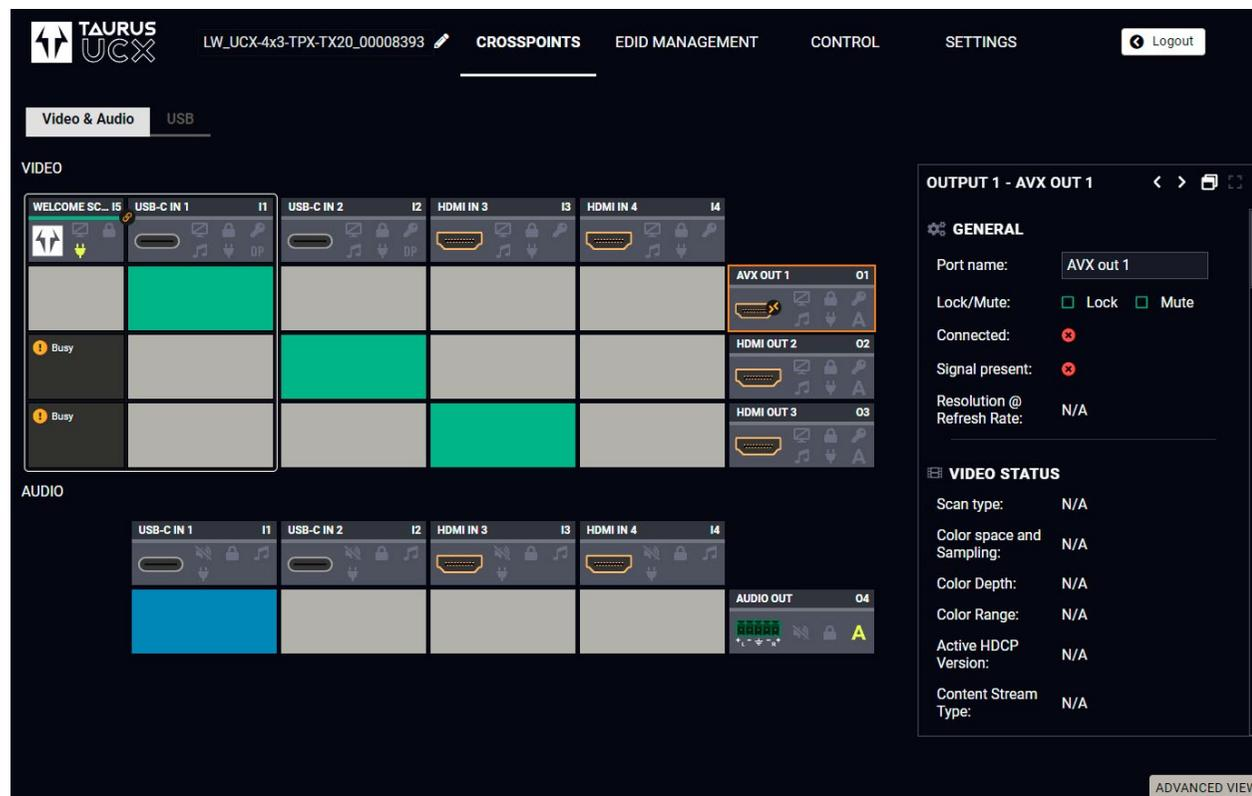 TAURUS
UCX
LW_UCX-4x3-TPX-TX20_00008393 CROSSPOINTS EDID MANAGEMENT CONTROL SETTINGS Logout
Video & Audio USB
VIDEO
WELCOME SC... I5 USB-C IN 1 I1 USB-C IN 2 I2 HDMI IN 3 I3 HDMI IN 4 I4
DP DP
AVX OUT 1 O1
A
Busy
HDMI OUT 2 O2
A
Busy
HDMI OUT 3 O3
A
AUDIO
USB-C IN 1 I1 USB-C IN 2 I2 HDMI IN 3 I3 HDMI IN 4 I4
AUDIO OUT O4
A
L R
OUTPUT 1 - AVX OUT 1
GENERAL
Port name: AVX out 1
Lock/Mute: Lock Mute
Connected:
Signal present:
Resolution @
Refresh Rate: N/A
VIDEO STATUS
Scan type: N/A
Color space and
Sampling: N/A
Color Depth: N/A
Color Range: N/A
Active HDCP
Version: N/A
Content Stream
Type: N/A